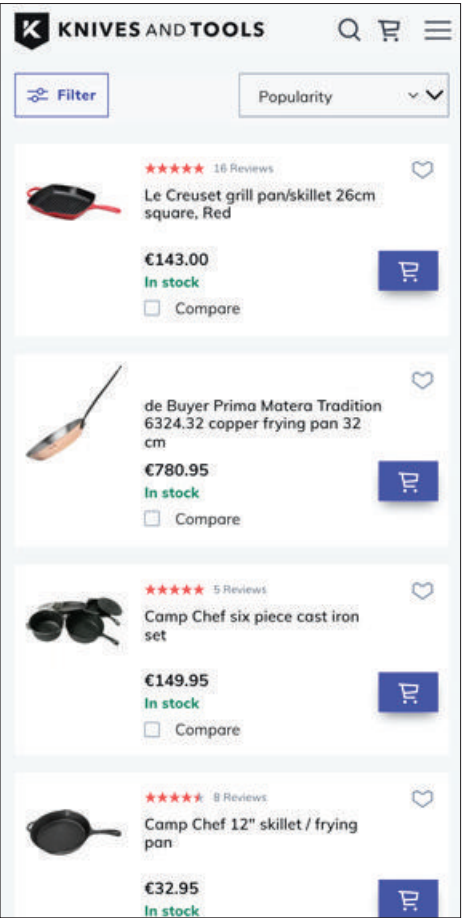 KNIVES AND TOOLS
Filter
Popularity
16 Reviews
Le Creuset grill pan/skillet 26cm
square, Red
€143.00
In stock
Compare
de Buyer Prima Matera Tradition
6324.32 copper frying pan 32
cm
€780.95
In stock
Compare
5 Reviews
Camp Chef six piece cast iron
set
€149.95
In stock
Compare
8 Reviews
Camp Chef 12" skillet / frying
pan
€32.95
In stock